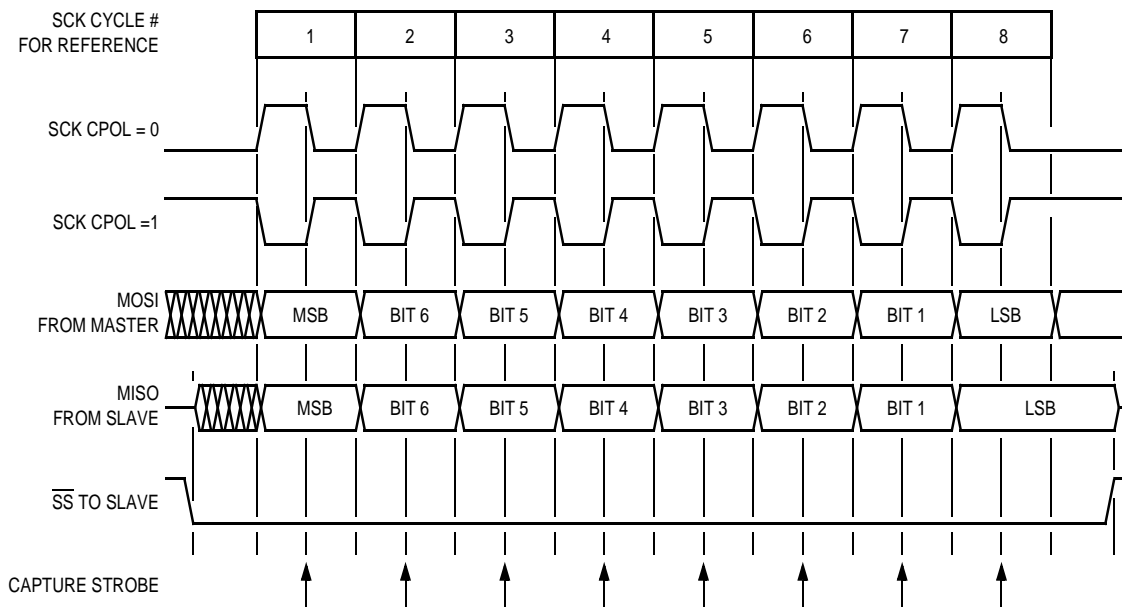 SCK CYCLE #
FOR REFERENCE
1 2 3 4 5 6 7 8
SCK CPOL = 0
SCK CPOL =1
MOSI
FROM MASTER
MSB BIT 6 BIT 5 BIT 4 BIT 3 BIT 2 BIT 1 LSB
MISO
FROM SLAVE
MSB BIT 6 BIT 5 BIT 4 BIT 3 BIT 2 BIT 1 LSB
S̅S̅ TO SLAVE
CAPTURE STROBE